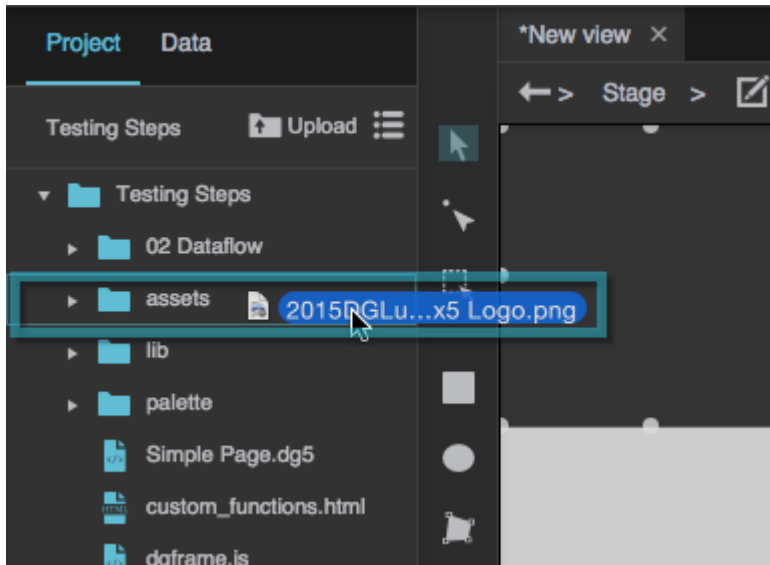 Project Data
*New view ×
Stage >
Testing Steps Upload
Testing Steps
02 Dataflow
assets
2015DGLu...x5 Logo.png
lib
palette
Simple Page.dg5
custom_functions.html
dgframe.js